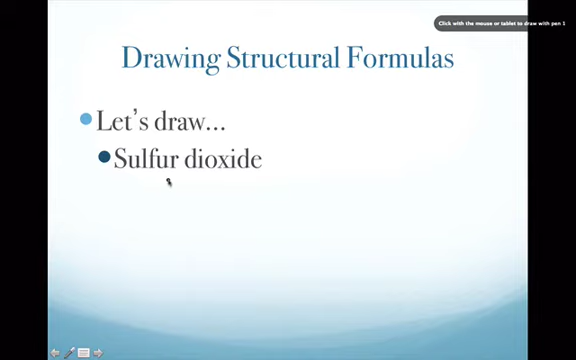 Click with the mouse or tablet to draw with pen 1
Drawing Structural Formulas
Let's draw...
Sulfur dioxide